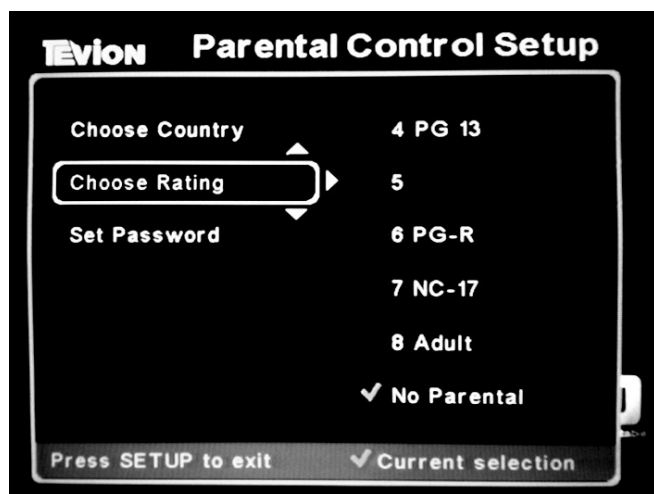 TEVION Parental Control Setup
Choose Country
Choose Rating
Set Password
4 PG 13
5
6 PG-R
7 NC-17
8 Adult
No Parental
Press SETUP to exit
Current selection